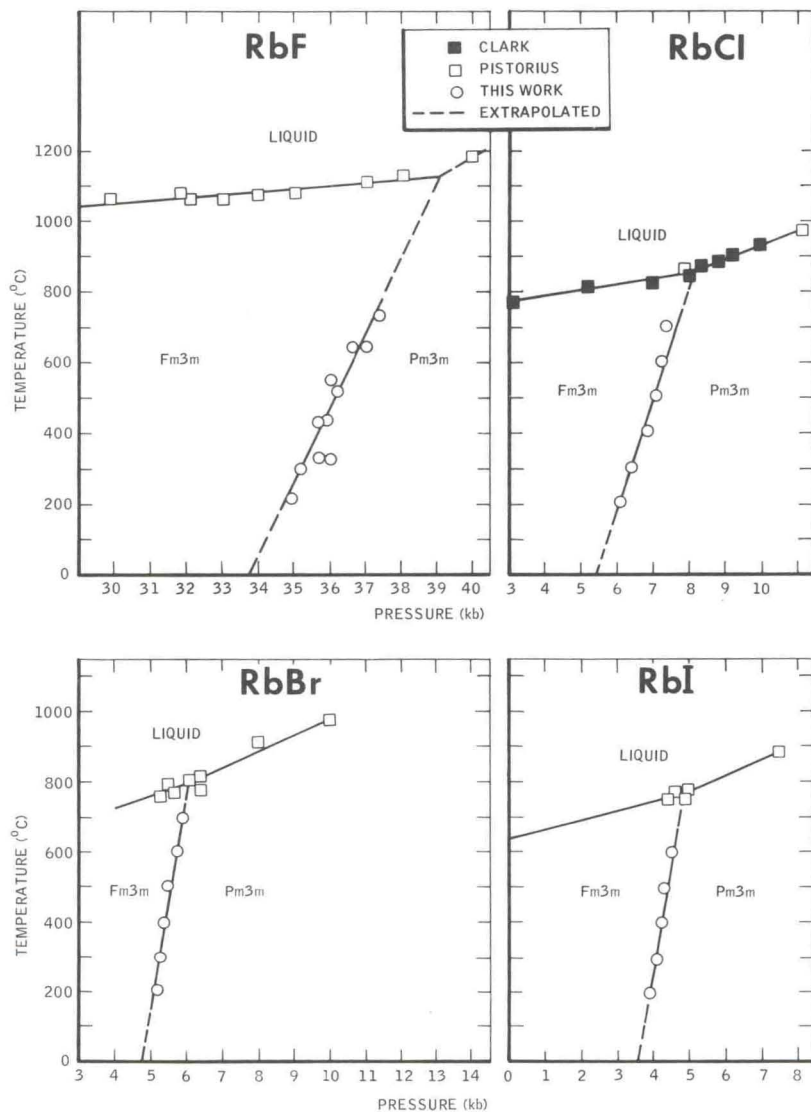 RbF
RbCl
CLARK
PISTORIUS
THIS WORK
EXTRAPOLATED
LIQUID
LIQUID
Fm3m
Pm3m
Fm3m
Pm3m
TEMPERATURE (°C)
1200
1000
800
600
400
200
0
30 31 32 33 34 35 36 37 38 39 40
3 4 5 6 7 8 9 10
PRESSURE (kb)
RbBr
RbI
LIQUID
LIQUID
Fm3m
Pm3m
Fm3m
Pm3m
TEMPERATURE (°C)
1000
800
600
400
200
0
3 4 5 6 7 8 9 10 11 12 13 14
0 1 2 3 4 5 6 7 8
PRESSURE (kb)